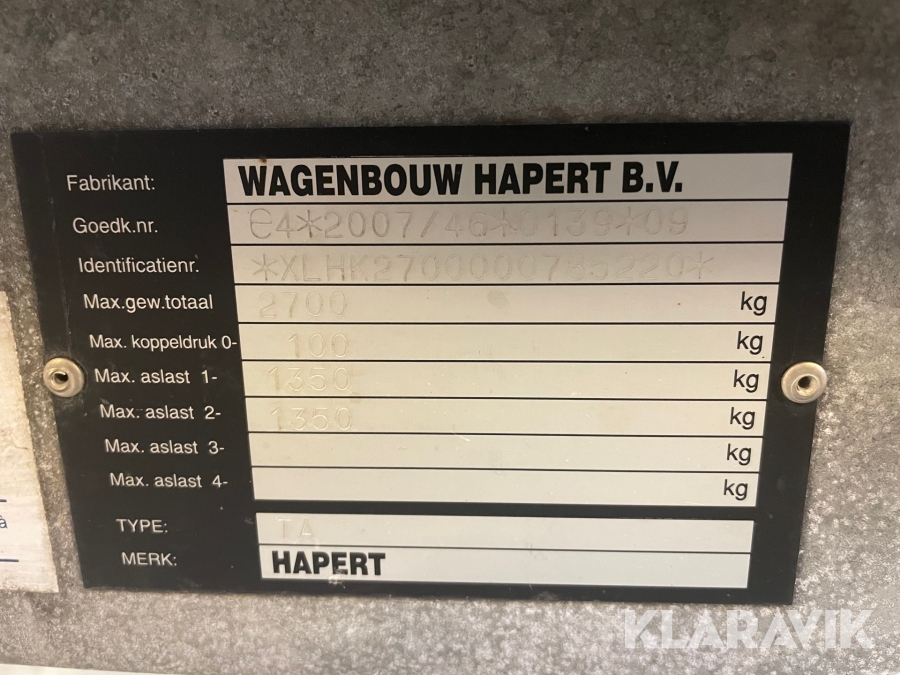 Fabrikant: WAGENBOUW HAPERT B.V.
Goedk.nr. e4*2007/46*0139*09
Identificatienr.
Max.gew.totaal 2700 kg
Max. koppeldruk 0- 100 kg
Max. aslast 1- 1350 kg
Max. aslast 2- 1350 kg
Max. aslast 3- kg
Max. aslast 4- kg
TYPE: TA
MERK: HAPERT
à
KLARAVIK